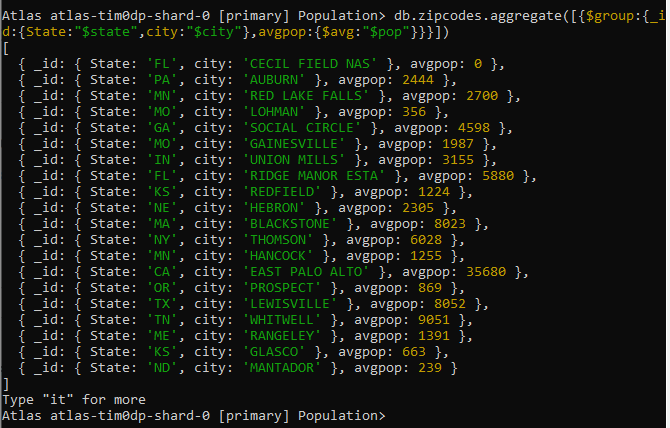 Atlas atlas-tim0dp-shard-0 [primary] Population> db.zipcodes.aggregate([{$group:{_i
d:{State:"$state",city:"$city"},avgpop:{$avg:"$pop"}}}])
[
  { _id: { State: 'FL', city: 'CECIL FIELD NAS' }, avgpop: 0 },
  { _id: { State: 'PA', city: 'AUBURN' }, avgpop: 2444 },
  { _id: { State: 'MN', city: 'RED LAKE FALLS' }, avgpop: 2700 },
  { _id: { State: 'MO', city: 'LOHMAN' }, avgpop: 356 },
  { _id: { State: 'GA', city: 'SOCIAL CIRCLE' }, avgpop: 4598 },
  { _id: { State: 'MO', city: 'GAINESVILLE' }, avgpop: 1987 },
  { _id: { State: 'IN', city: 'UNION MILLS' }, avgpop: 3155 },
  { _id: { State: 'FL', city: 'RIDGE MANOR ESTA' }, avgpop: 5880 },
  { _id: { State: 'KS', city: 'REDFIELD' }, avgpop: 1224 },
  { _id: { State: 'NE', city: 'HEBRON' }, avgpop: 2305 },
  { _id: { State: 'MA', city: 'BLACKSTONE' }, avgpop: 8023 },
  { _id: { State: 'NY', city: 'THOMSON' }, avgpop: 6028 },
  { _id: { State: 'MN', city: 'HANCOCK' }, avgpop: 1255 },
  { _id: { State: 'CA', city: 'EAST PALO ALTO' }, avgpop: 35680 },
  { _id: { State: 'OR', city: 'PROSPECT' }, avgpop: 869 },
  { _id: { State: 'TX', city: 'LEWISVILLE' }, avgpop: 8052 },
  { _id: { State: 'TN', city: 'WHITWELL' }, avgpop: 9051 },
  { _id: { State: 'ME', city: 'RANGELEY' }, avgpop: 1391 },
  { _id: { State: 'KS', city: 'GLASCO' }, avgpop: 663 },
  { _id: { State: 'ND', city: 'MANTADOR' }, avgpop: 239 }
]
Type "it" for more
Atlas atlas-tim0dp-shard-0 [primary] Population>